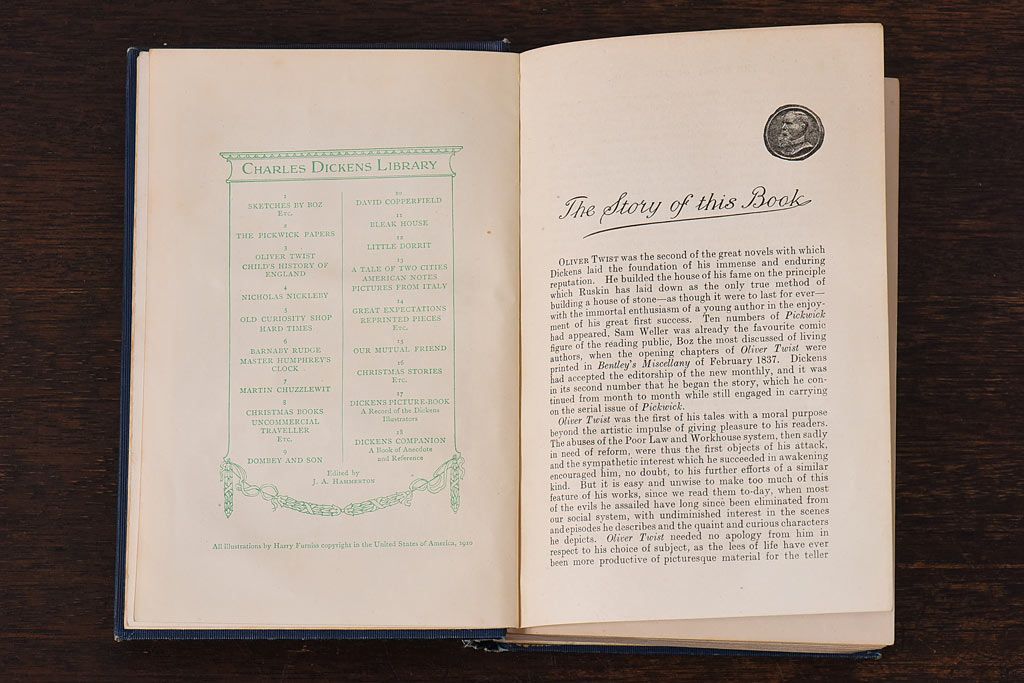 CHARLES DICKENS LIBRARY
1
SKETCHES BY BOZ
ETC.
2
THE PICKWICK PAPERS
3
OLIVER TWIST
CHILD'S HISTORY OF
ENGLAND
4
NICHOLAS NICKLEBY
5
OLD CURIOSITY SHOP
HARD TIMES
6
BARNABY RUDGE
MASTER HUMPHREY'S
CLOCK
7
MARTIN CHUZZLEWIT
8
CHRISTMAS BOOKS
UNCOMMERCIAL
TRAVELLER
ETC.
9
DOMBEY AND SON
10
DAVID COPPERFIELD
11
BLEAK HOUSE
12
LITTLE DORRIT
13
A TALE OF TWO CITIES
AMERICAN NOTES
PICTURES FROM ITALY
14
GREAT EXPECTATIONS
REPRINTED PIECES
ETC.
15
OUR MUTUAL FRIEND
16
CHRISTMAS STORIES
ETC.
17
DICKENS PICTURE-BOOK
A Record of the Dickens
Illustrators
18
DICKENS COMPANION
A Book of Anecdote
and Reference
Edited by
J. A. HAMMERTON
All illustrations by Harry Furniss copyright in the United States of America, 1910
The Story of this Book
OLIVER TWIST was the second of the great novels with which
Dickens laid the foundation of his immense and enduring
reputation. He builded the house of his fame on the principle
which Ruskin has laid down as the only true method of
building a house of stone—as though it were to last for ever—
with the immortal enthusiasm of a young author in the enjoy-
ment of his great first success. Ten numbers of Pickwick
had appeared, Sam Weller was already the favourite comic
figure of the reading public, Boz the most discussed of living
authors, when the opening chapters of Oliver Twist were
printed in Bentley's Miscellany of February 1837. Dickens
had accepted the editorship of the new monthly, and it was
in its second number that he began the story, which he con-
tinued from month to month while still engaged in carrying
on the serial issue of Pickwick.
Oliver Twist was the first of his tales with a moral purpose
beyond the artistic impulse of giving pleasure to his readers.
The abuses of the Poor Law and Workhouse system, then sadly
in need of reform, were thus the first objects of his attack,
and the sympathetic interest which he succeeded in awakening
encouraged him, no doubt, to his further efforts of a similar
kind. But it is easy and unwise to make too much of this
feature of his works, since we read them to-day, when most
of the evils he assailed have long since been eliminated from
our social system, with undiminished interest in the scenes
and episodes he describes and the quaint and curious characters
he depicts. Oliver Twist needed no apology from him in
respect to his choice of subject, as the lees of life have ever
been more productive of picturesque material for the teller